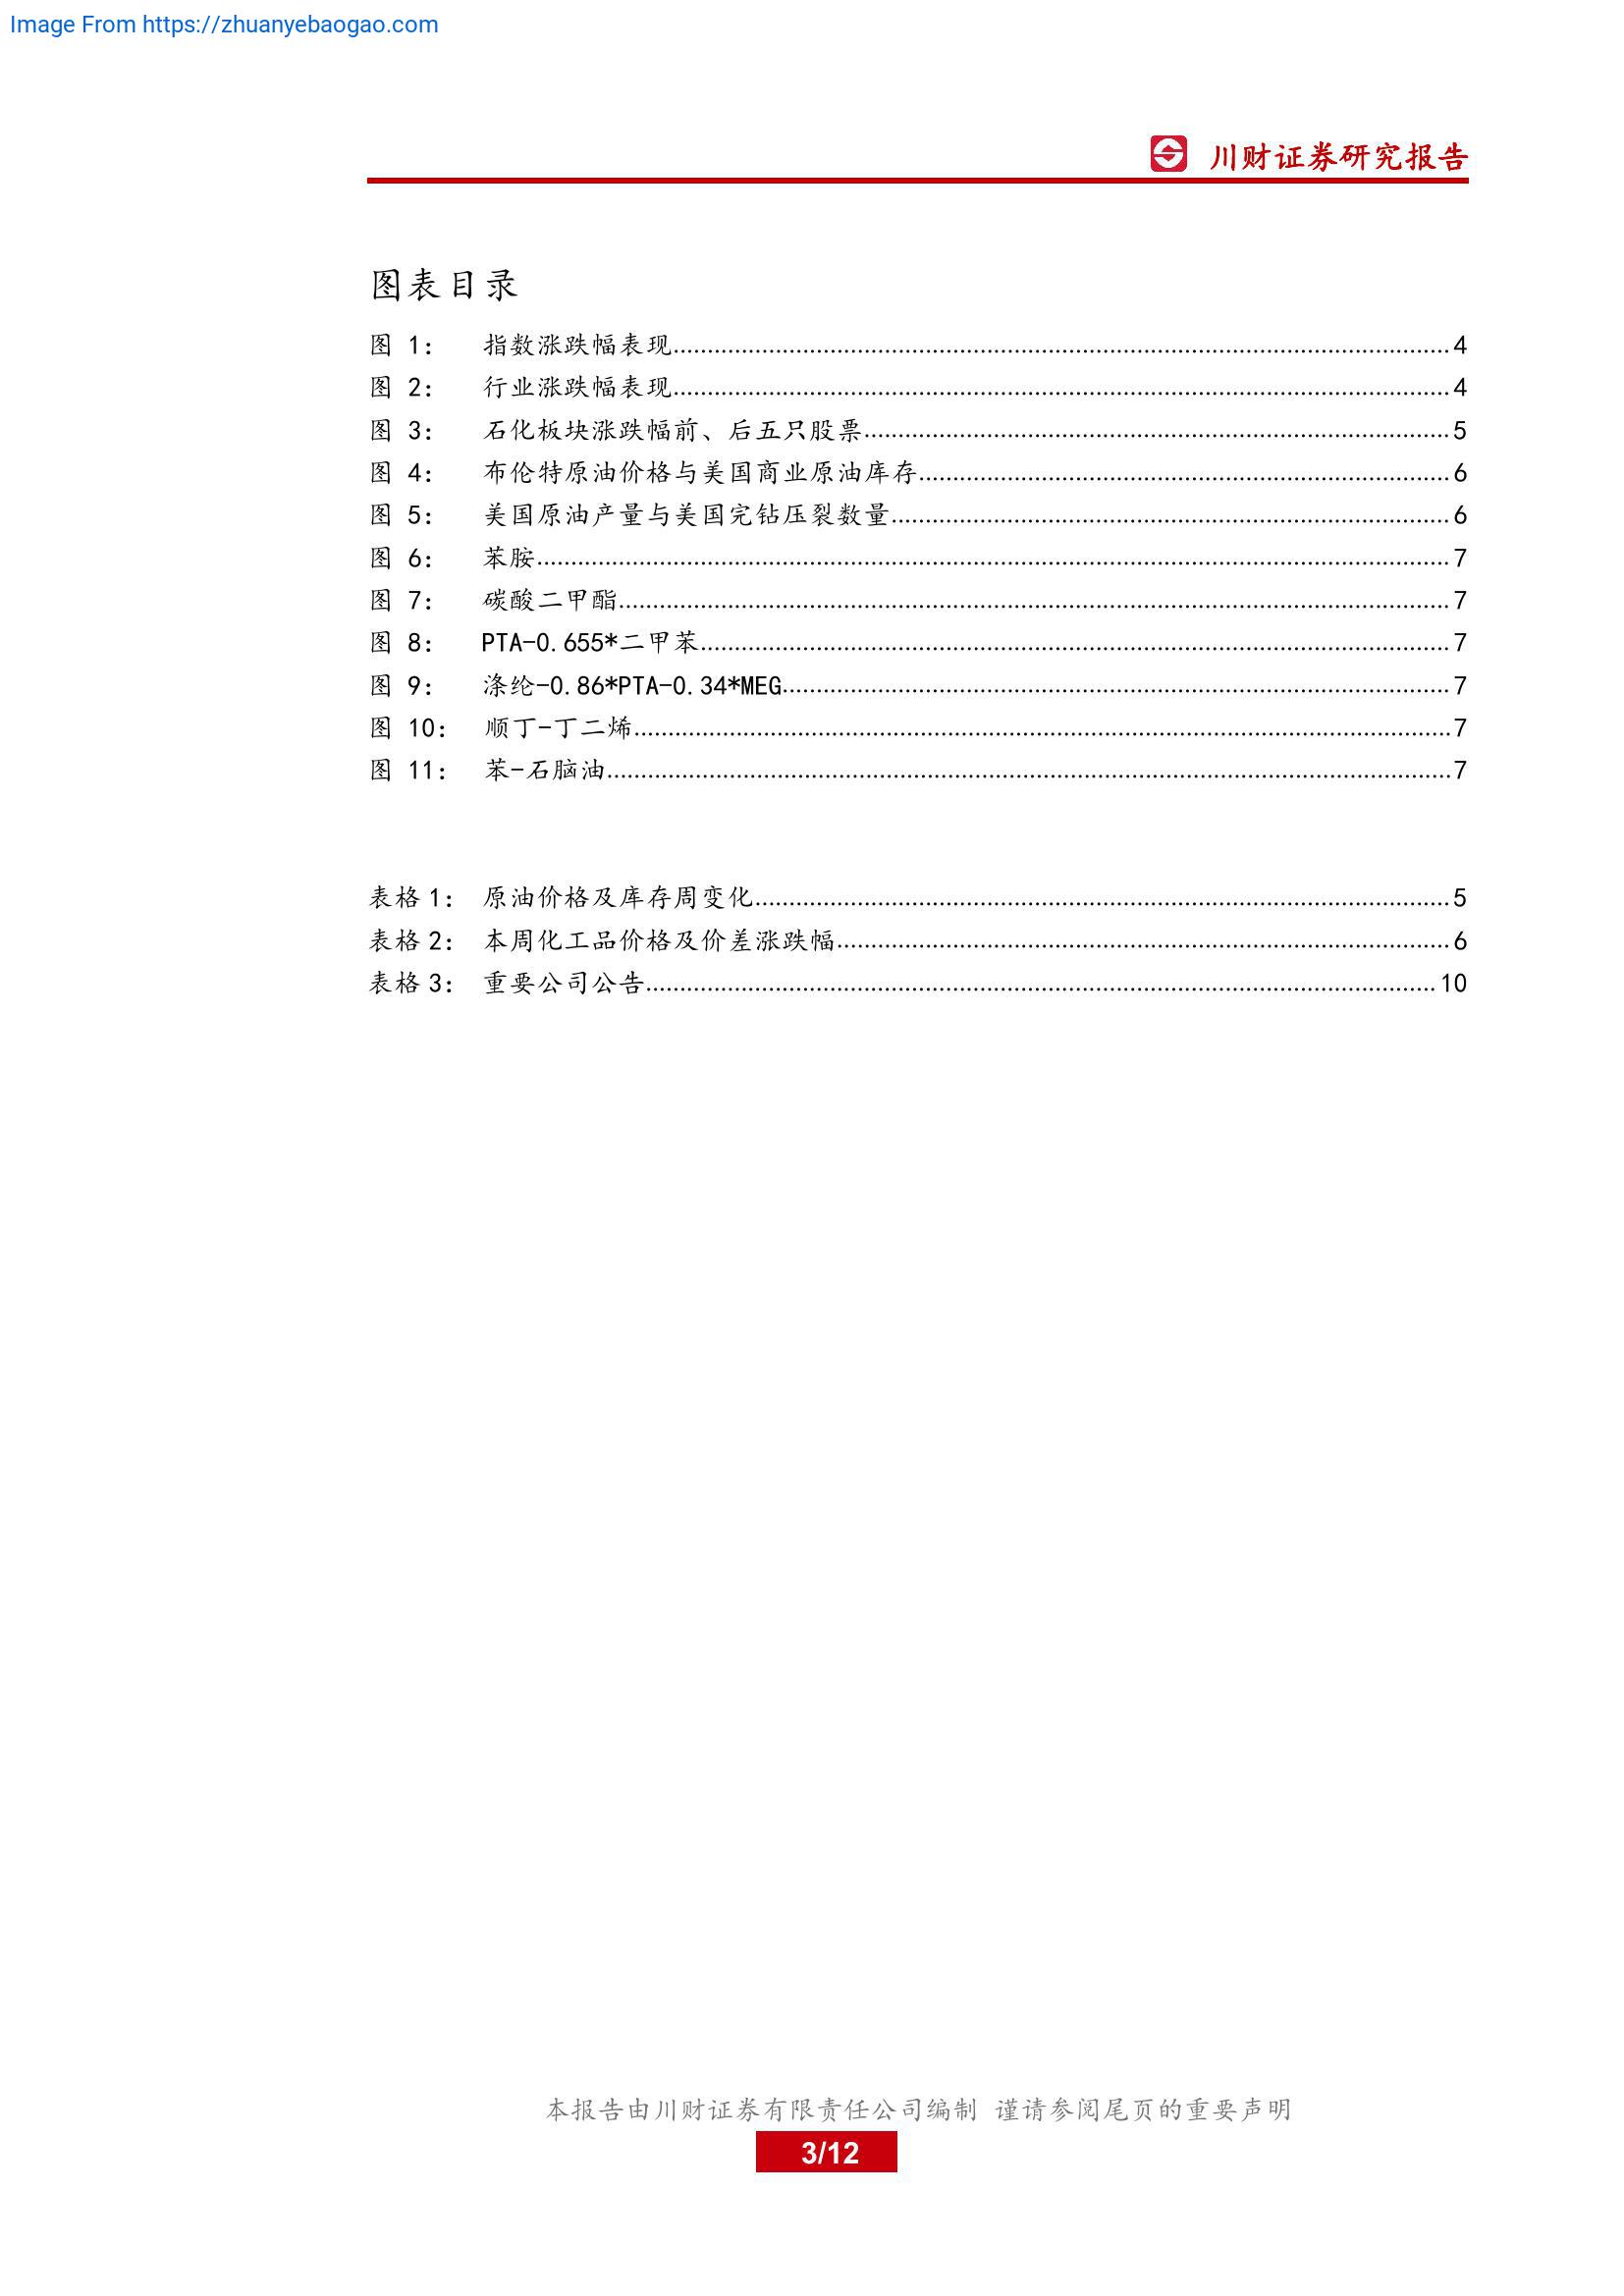 Image From https://zhuanyebaogao.com
川财证券研究报告
图表目录
图 1： 指数涨跌幅表现 4
图 2： 行业涨跌幅表现 4
图 3： 石化板块涨跌幅前、后五只股票 5
图 4： 布伦特原油价格与美国商业原油库存 6
图 5： 美国原油产量与美国完钻压裂数量 6
图 6： 苯胺 7
图 7： 碳酸二甲酯 7
图 8： PTA-0.655*二甲苯 7
图 9： 涤纶-0.86*PTA-0.34*MEG 7
图 10： 顺丁-丁二烯 7
图 11： 苯-石脑油 7
表格 1： 原油价格及库存周变化 5
表格 2： 本周化工品价格及价差涨跌幅 6
表格 3： 重要公司公告 10
本报告由川财证券有限责任公司编制 谨请参阅尾页的重要声明
3/12